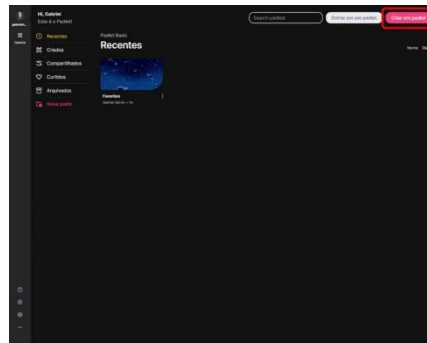 Hi, Gabriel
Este é o Padlet!
Search padlets
Entrar em um padlet
Criar um padlet
Recentes
Criados
Compartilhados
Curtidos
Arquivados
Nova pasta
Padlet Basic
Recentes
Home
Favoritos